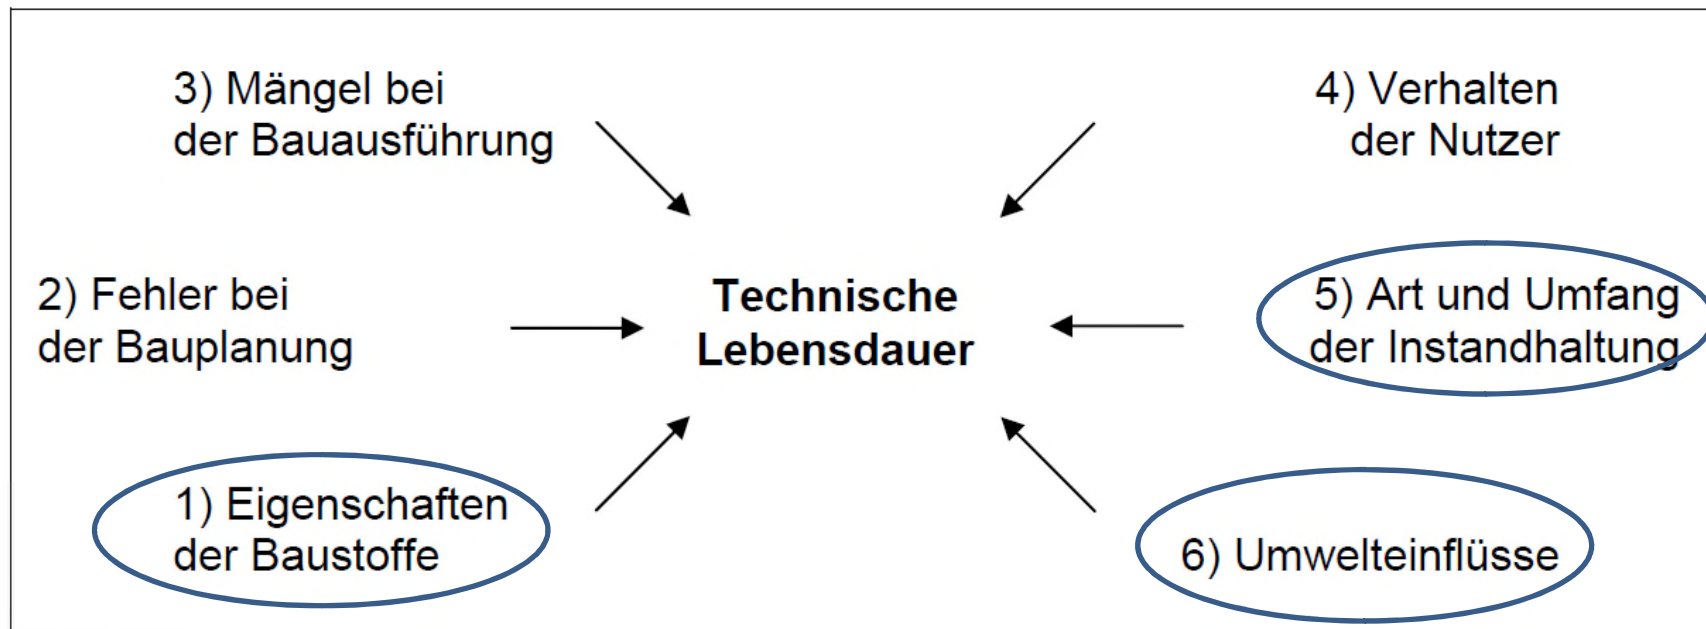 3) Mängel bei
der Bauausführung
4) Verhalten
der Nutzer
2) Fehler bei
der Bauplanung
Technische
Lebensdauer
5) Art und Umfang
der Instandhaltung
1) Eigenschaften
der Baustoffe
6) Umwelteinflüsse